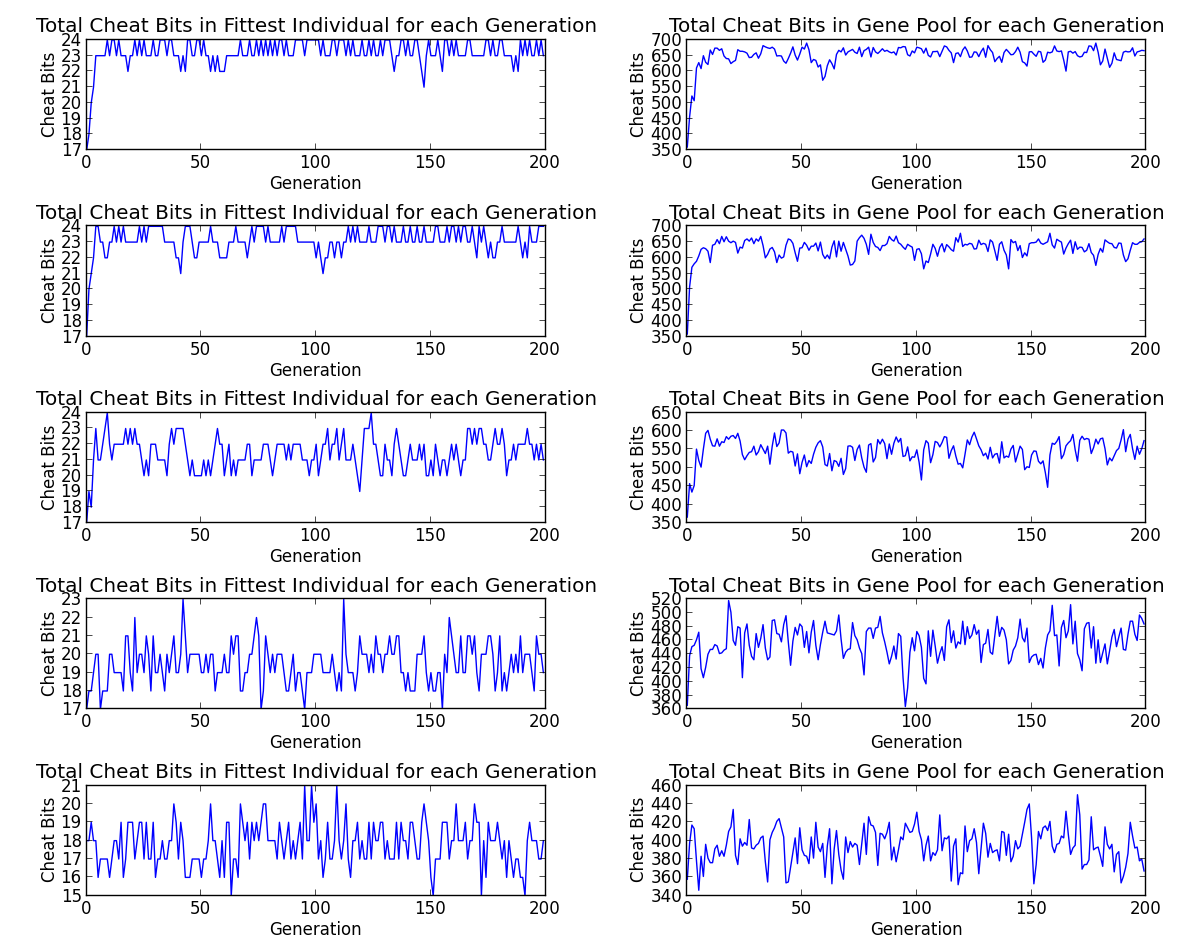 Total Cheat Bits in Fittest Individual for each Generation
24
23
22
21
20
19
18
17
Cheat Bits
0 50 100 150 200
Generation
Total Cheat Bits in Gene Pool for each Generation
700
650
600
550
500
450
400
350
Cheat Bits
0 50 100 150 200
Generation
Total Cheat Bits in Fittest Individual for each Generation
24
23
22
21
20
19
18
17
Cheat Bits
0 50 100 150 200
Generation
Total Cheat Bits in Gene Pool for each Generation
700
650
600
550
500
450
400
350
Cheat Bits
0 50 100 150 200
Generation
Total Cheat Bits in Fittest Individual for each Generation
24
23
22
21
20
19
18
17
Cheat Bits
0 50 100 150 200
Generation
Total Cheat Bits in Gene Pool for each Generation
650
600
550
500
450
400
350
Cheat Bits
0 50 100 150 200
Generation
Total Cheat Bits in Fittest Individual for each Generation
23
22
21
20
19
18
17
Cheat Bits
0 50 100 150 200
Generation
Total Cheat Bits in Gene Pool for each Generation
520
500
480
460
440
420
400
380
360
Cheat Bits
0 50 100 150 200
Generation
Total Cheat Bits in Fittest Individual for each Generation
21
20
19
18
17
16
15
Cheat Bits
0 50 100 150 200
Generation
Total Cheat Bits in Gene Pool for each Generation
460
440
420
400
380
360
340
Cheat Bits
0 50 100 150 200
Generation